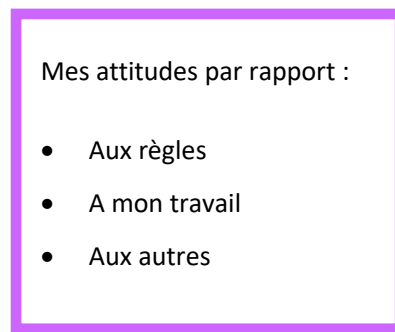 Mes attitudes par rapport :
• Aux règles
• A mon travail
• Aux autres